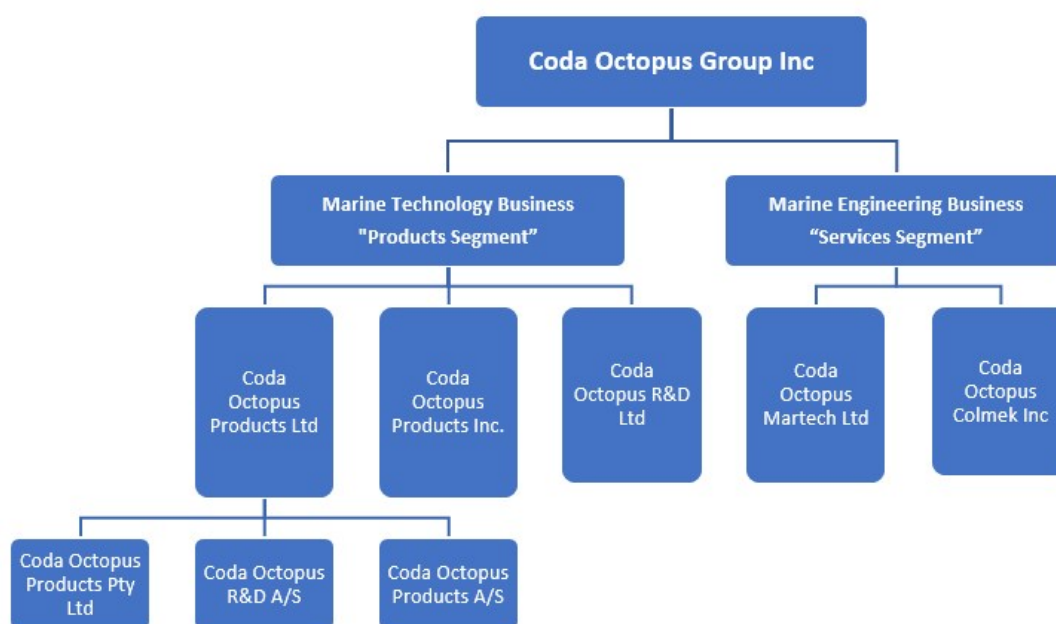 Coda Octopus Group Inc
Marine Technology Business
"Products Segment”
Marine Engineering Business
“Services Segment”
Coda
Octopus
Products Ltd
Coda
Octopus
Products Inc.
Coda
Octopus R&D
Ltd
Coda
Octopus
Martech Ltd
Coda
Octopus
Colmek Inc
Coda Octopus
Products Pty
Ltd
Coda Octopus
R&D A/S
Coda Octopus
Products A/S